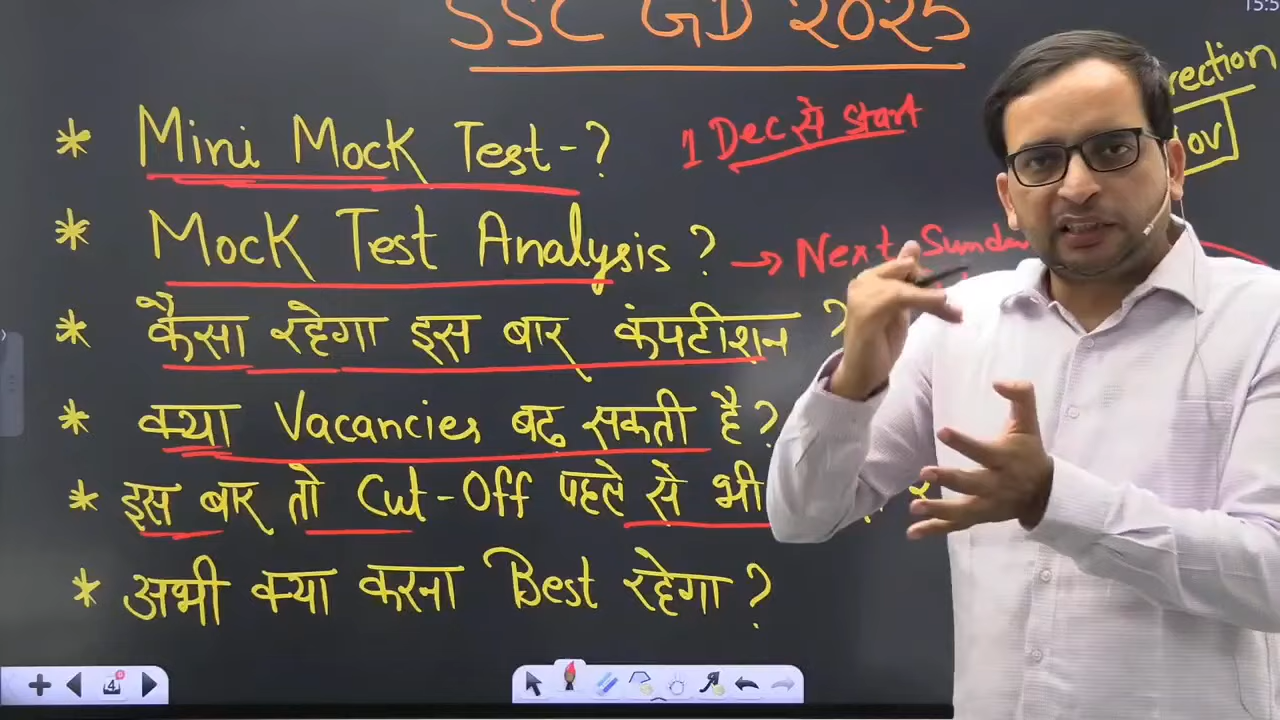 SSC GD 2025
* Mini Mock Test-?
1 Dec से start
* Mock Test Analysis ?
→ Next
* कैसा रहेगा इस बार कंपटीशन ?
* क्या Vacancies बढ़ सकती है?
* इस बार तो Cut-Off पहले से भी
* अभी क्या करना Best रहेगा ?
4